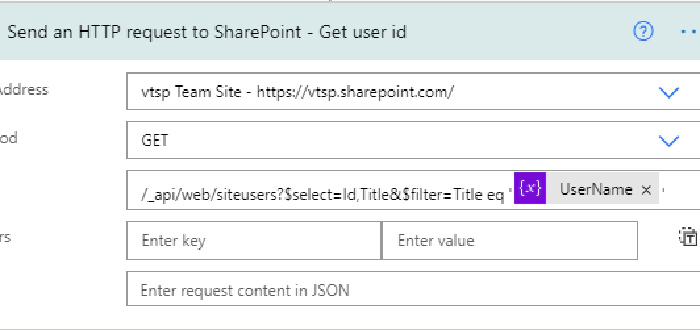 Send an HTTP request to SharePoint - Get user id
Address
vtsp Team Site - https://vtsp.sharepoint.com/
od
GET
/_api/web/siteusers?$select=Id,Title&$filter=Title eq ' {x} UserName × '
rs
Enter key Enter value
Enter request content in JSON